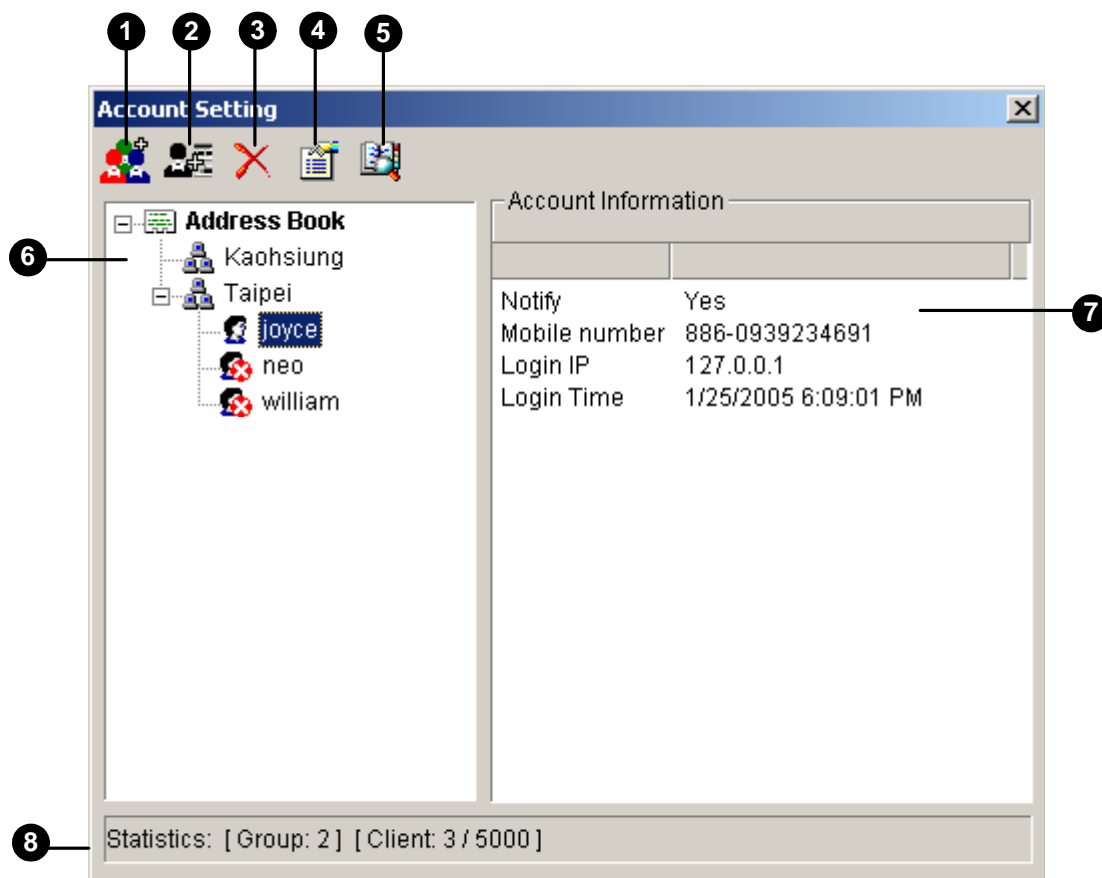 1 2 3 4 5
Account Setting
Address Book
Kaohsiung
Taipei
joyce
neo
william
6
Account Information
Notify Yes
Mobile number 886-0939234691
Login IP 127.0.0.1
Login Time 1/25/2005 6:09:01 PM
7
8
Statistics: [ Group: 2 ] [ Client: 3 / 5000 ]